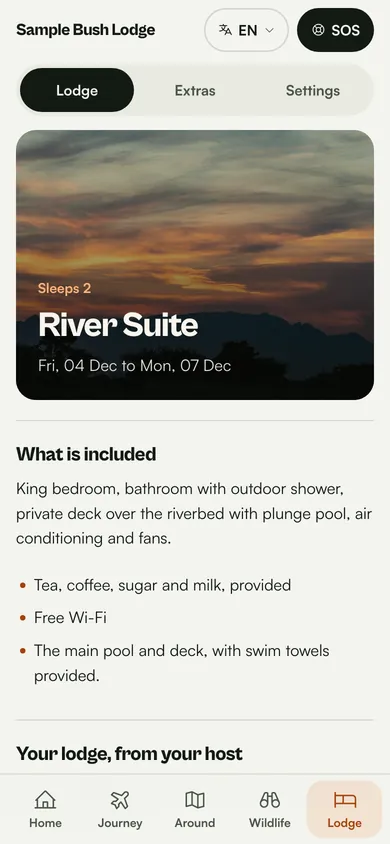 Sample Bush Lodge
EN
SOS
Lodge
Extras
Settings
Sleeps 2
River Suite
Fri, 04 Dec to Mon, 07 Dec
What is included
King bedroom, bathroom with outdoor shower,
private deck over the riverbed with plunge pool, air
conditioning and fans.
Tea, coffee, sugar and milk, provided
Free Wi-Fi
The main pool and deck, with swim towels
provided.
Your lodge, from your host
Home
Journey
Around
Wildlife
Lodge